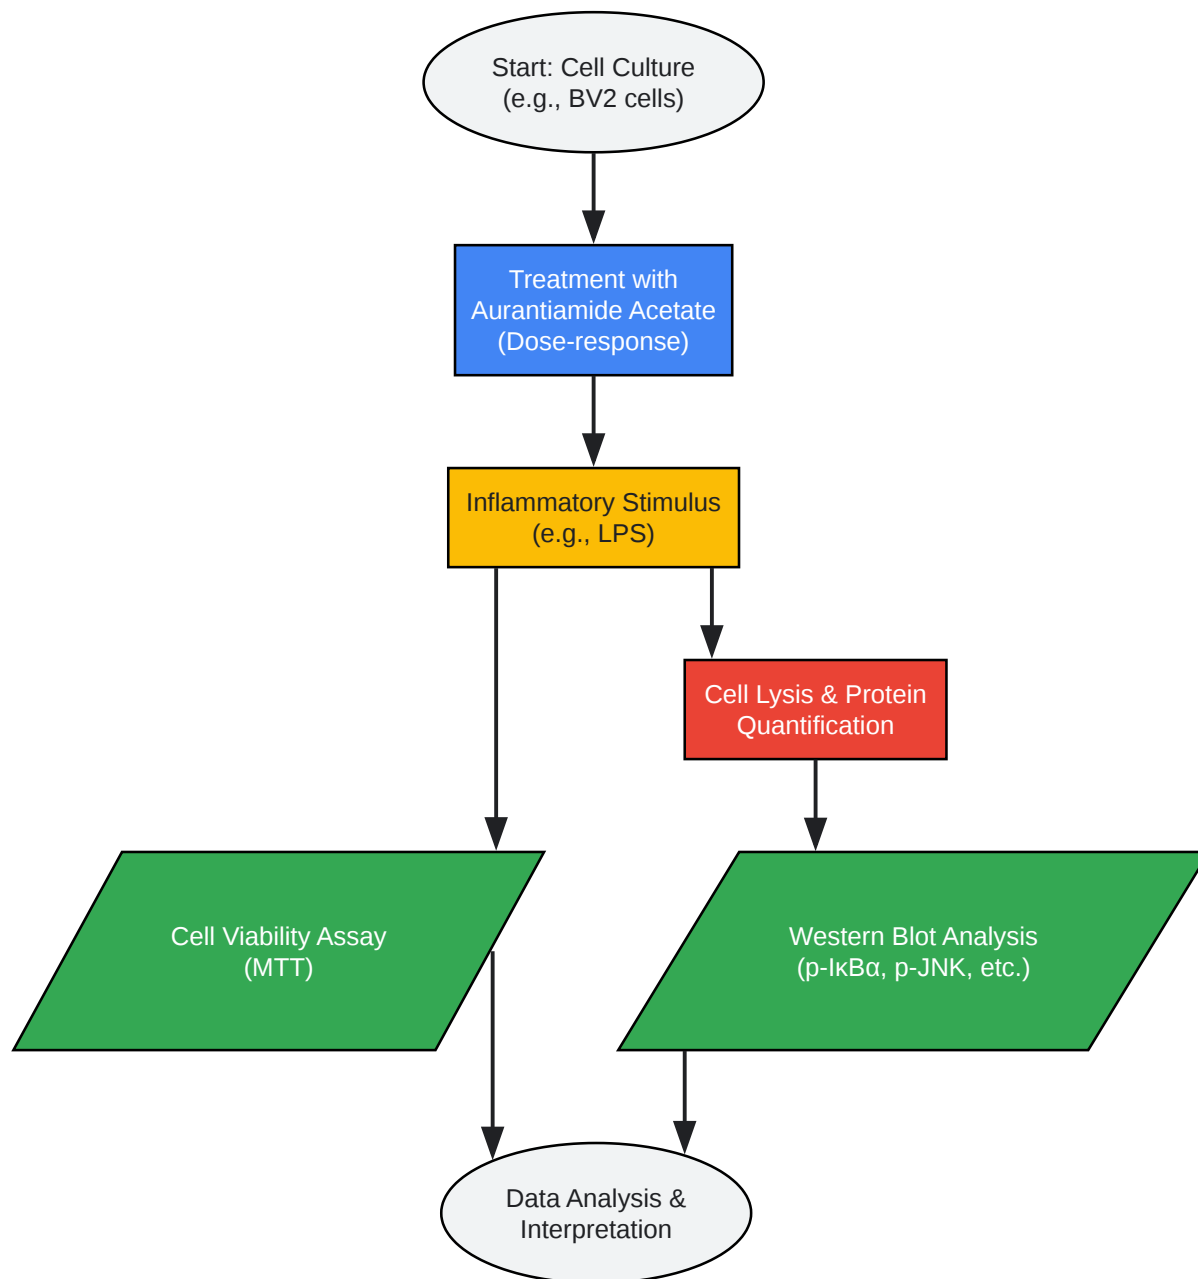 Start: Cell Culture
(e.g., BV2 cells)
Treatment with
Aurantiamide Acetate
(Dose-response)
Inflammatory Stimulus
(e.g., LPS)
Cell Lysis & Protein
Quantification
Cell Viability Assay
(MTT)
Western Blot Analysis
(p-IκBα, p-JNK, etc.)
Data Analysis &
Interpretation